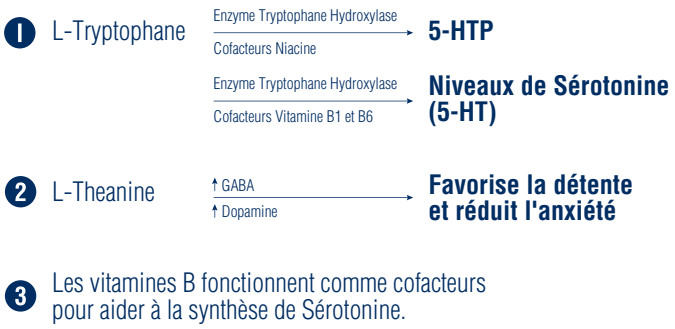 1 L-Tryptophane
Enzyme Tryptophane Hydroxylase
Cofacteurs Niacine
5-HTP
Enzyme Tryptophane Hydroxylase
Cofacteurs Vitamine B1 et B6
Niveaux de Sérotonine
(5-HT)
2 L-Theanine
↑ GABA
↑ Dopamine
Favorise la détente
et réduit l'anxiété
3 Les vitamines B fonctionnent comme cofacteurs
pour aider à la synthèse de Sérotonine.